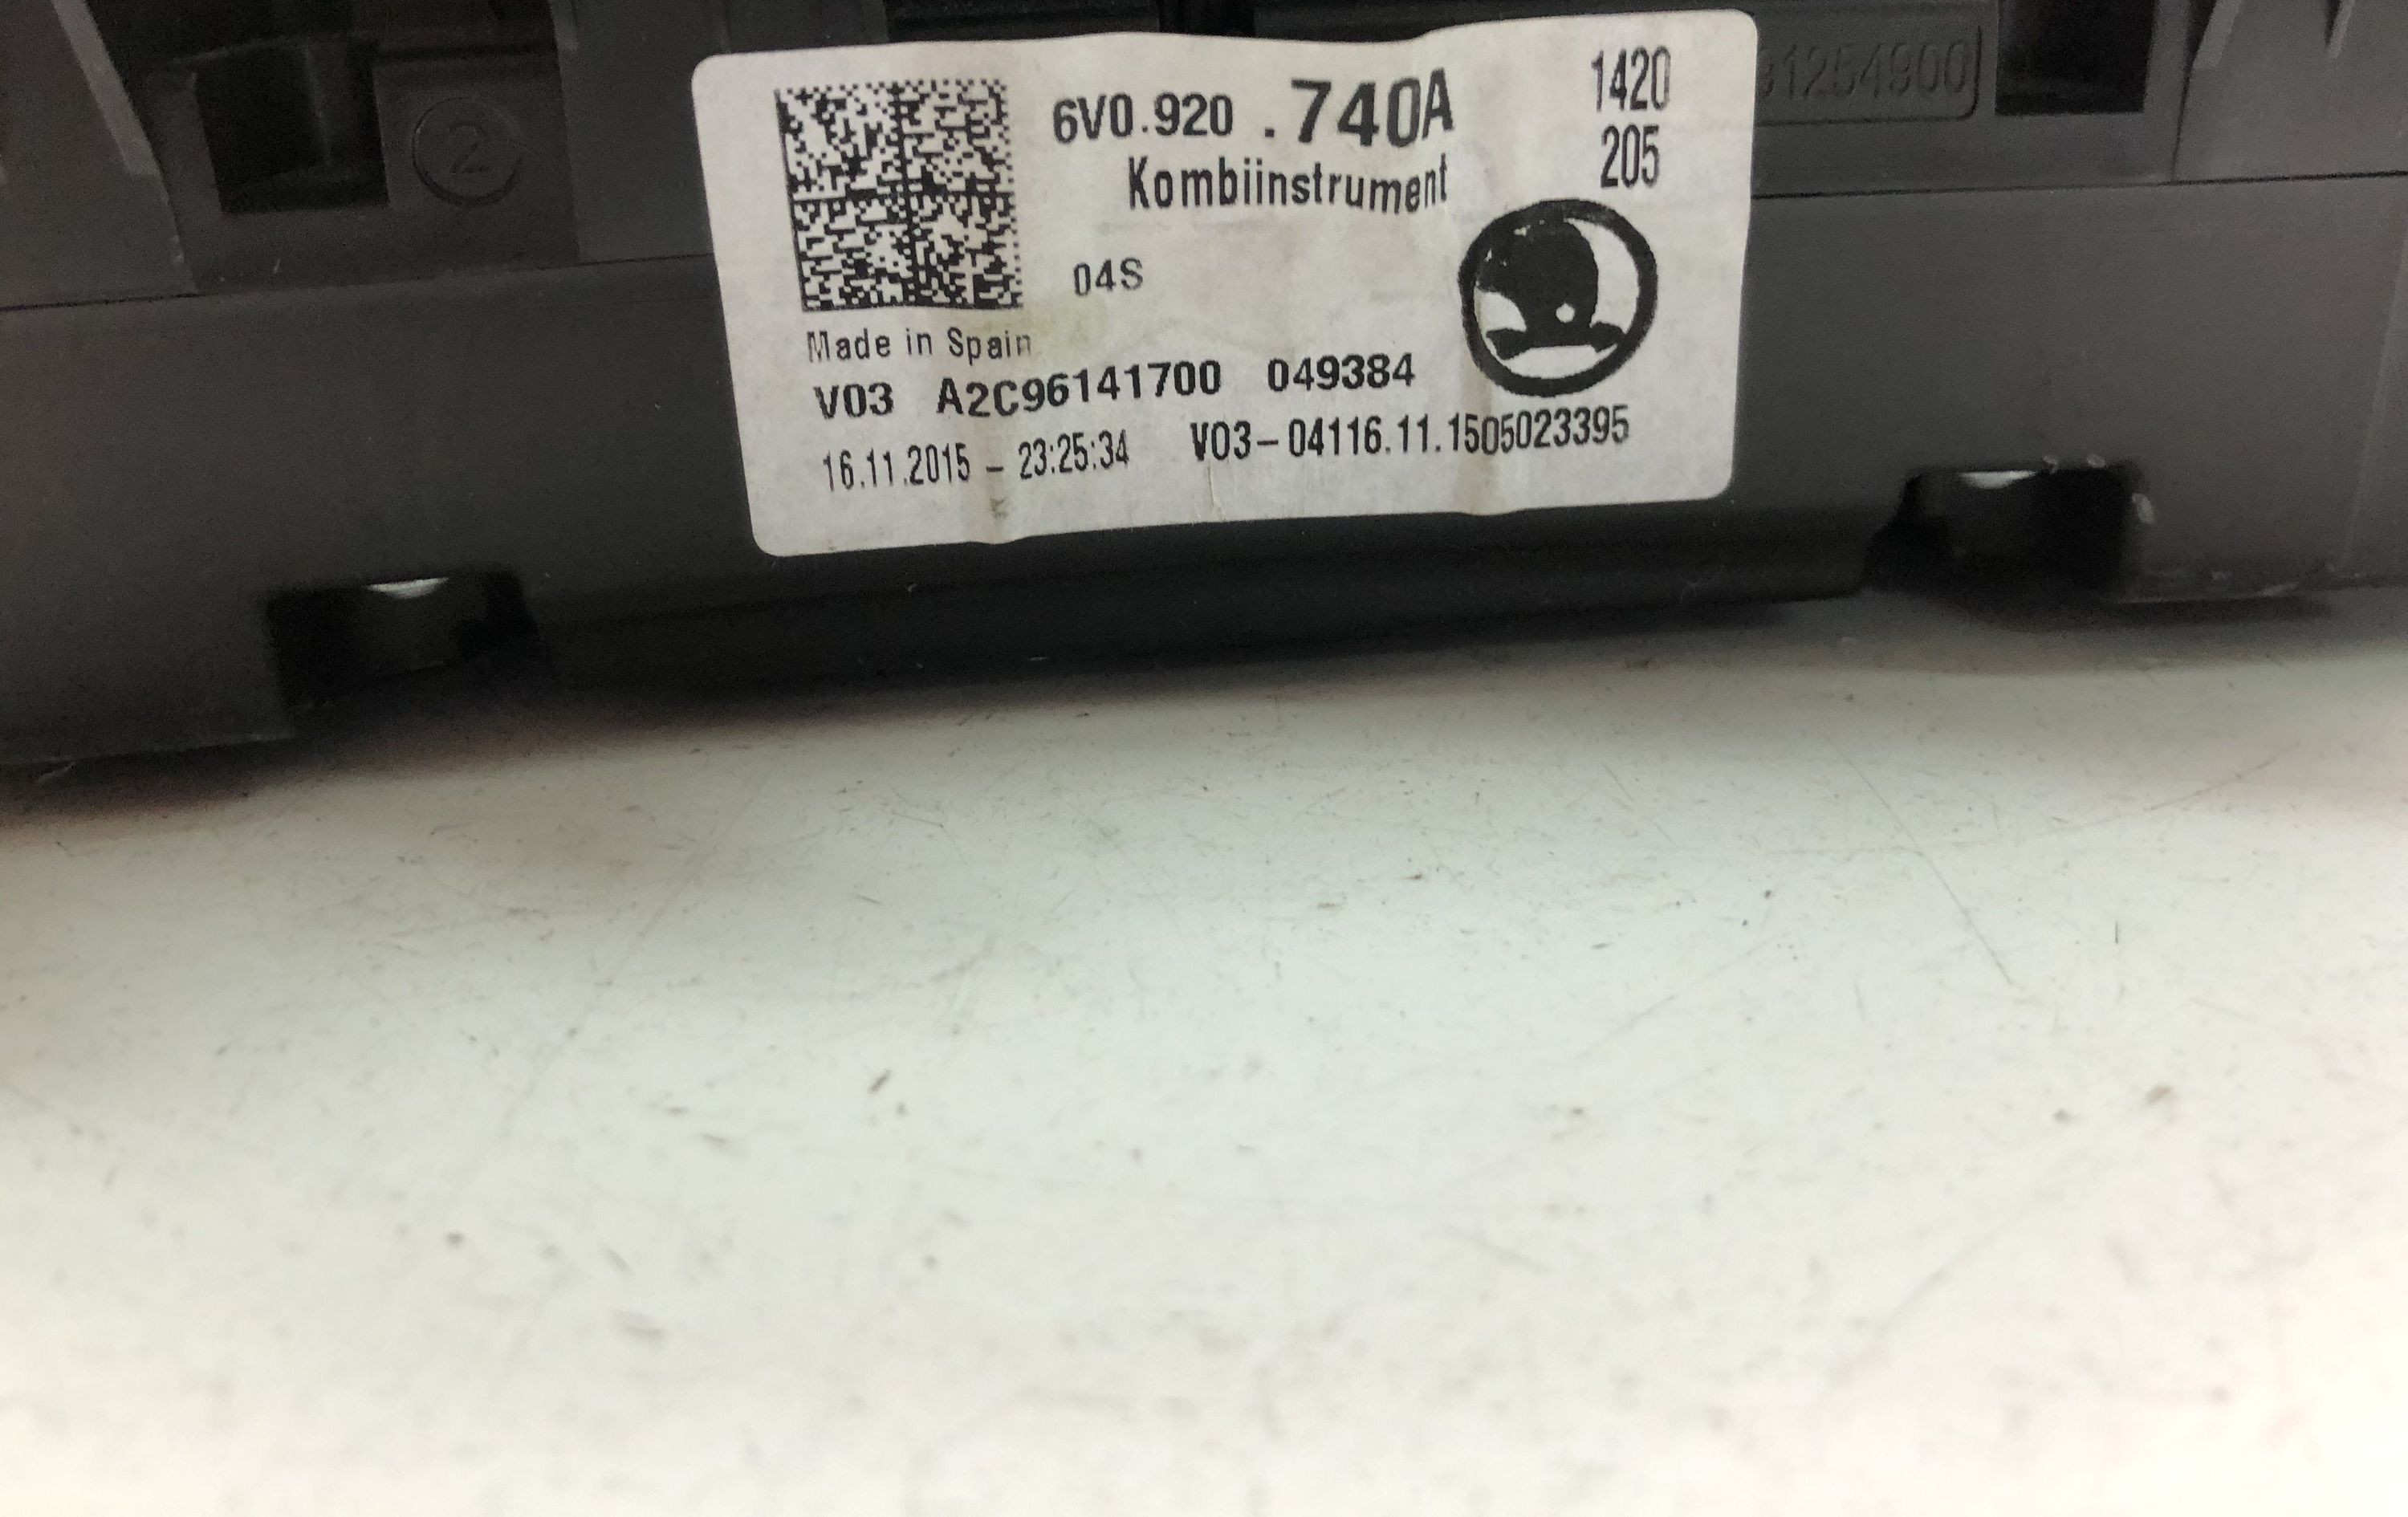 6V0.920 .740A
1420
205
Kombiinstrument
04S
Made in Spain
V03 A2C96141700 049384
16.11.2015 - 23:25:34 V03-04116.11.1505023395
2